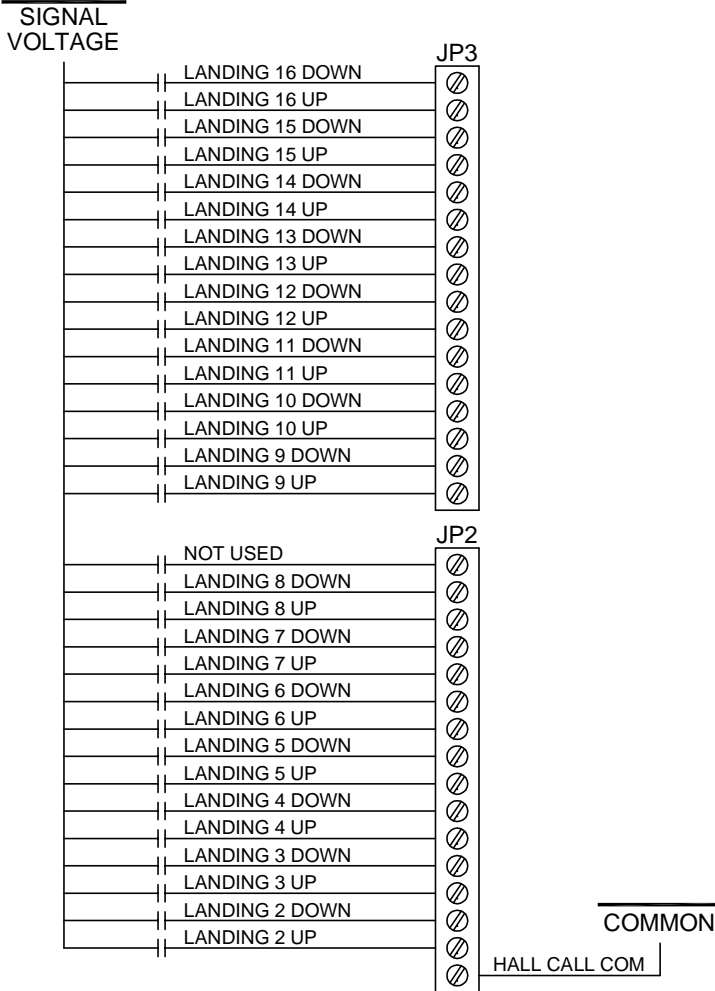 SIGNAL
VOLTAGE
JP3
LANDING 16 DOWN
LANDING 16 UP
LANDING 15 DOWN
LANDING 15 UP
LANDING 14 DOWN
LANDING 14 UP
LANDING 13 DOWN
LANDING 13 UP
LANDING 12 DOWN
LANDING 12 UP
LANDING 11 DOWN
LANDING 11 UP
LANDING 10 DOWN
LANDING 10 UP
LANDING 9 DOWN
LANDING 9 UP
JP2
NOT USED
LANDING 8 DOWN
LANDING 8 UP
LANDING 7 DOWN
LANDING 7 UP
LANDING 6 DOWN
LANDING 6 UP
LANDING 5 DOWN
LANDING 5 UP
LANDING 4 DOWN
LANDING 4 UP
LANDING 3 DOWN
LANDING 3 UP
LANDING 2 DOWN
LANDING 2 UP
COMMON
HALL CALL COM